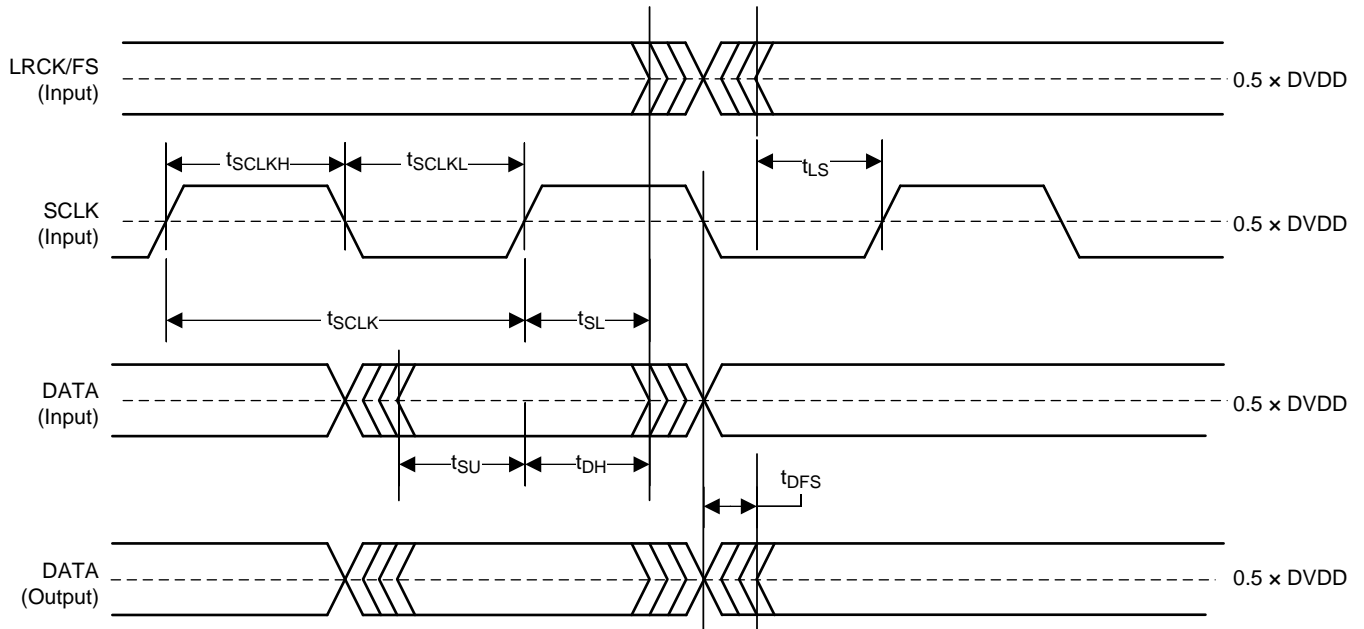 LRCK/FS
(Input)
0.5 × DVDD
tSCLKH
tSCLKL
tLS
SCLK
(Input)
0.5 × DVDD
tSCLK
tSL
DATA
(Input)
0.5 × DVDD
tSU
tDH
tDFS
DATA
(Output)
0.5 × DVDD